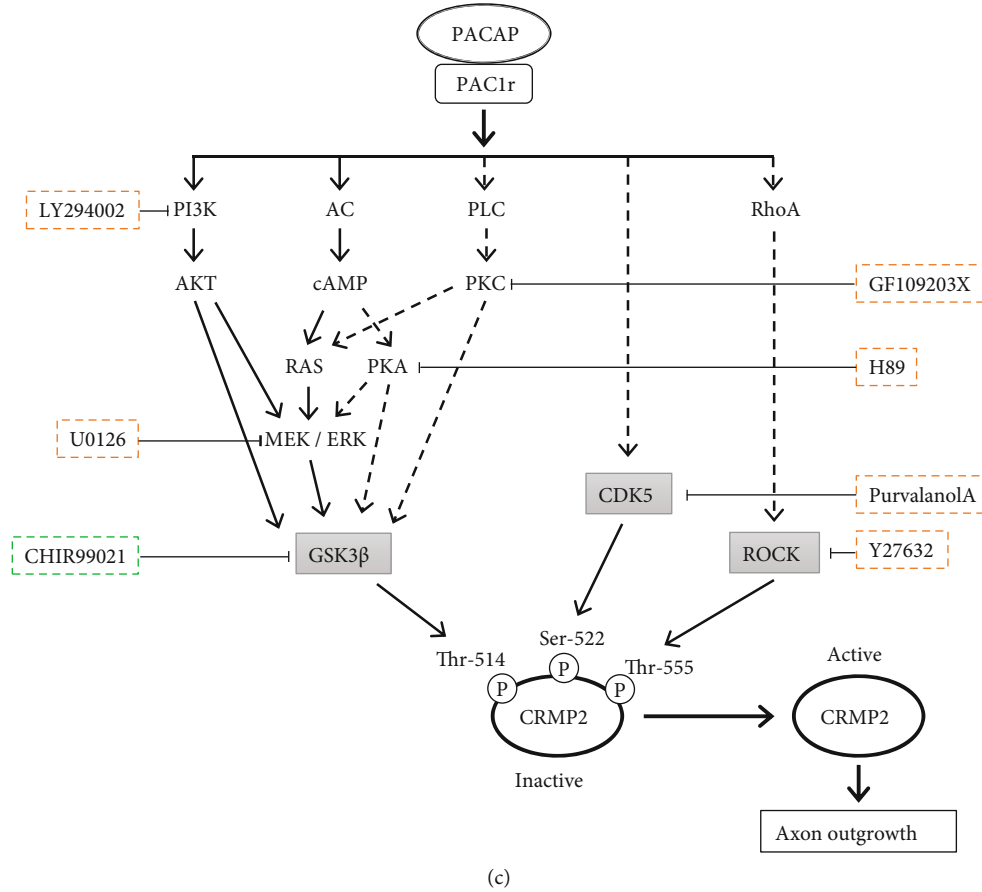 PACAP
PAC1r
LY294002
PI3K
AC
PLC
RhoA
AKT
cAMP
PKC
GF109203X
RAS
PKA
H89
U0126
MEK / ERK
CDK5
PurvalanolA
CHIR99021
GSK3β
ROCK
Y27632
Ser-522
Thr-514
Thr-555
P
P
P
CRMP2
Inactive
Active
CRMP2
Axon outgrowth
(c)